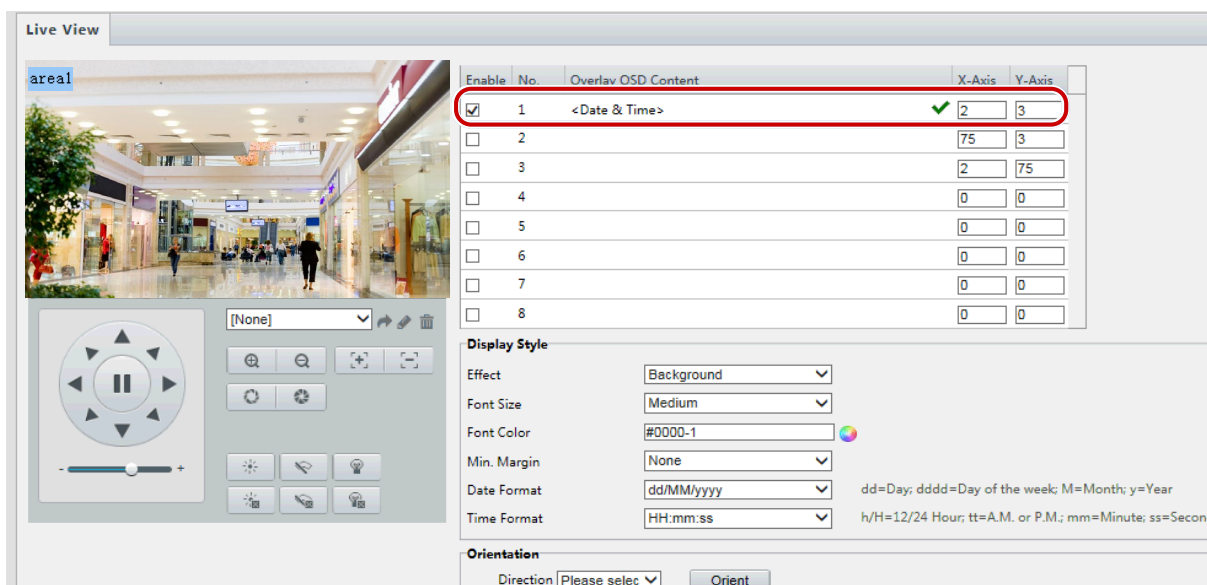 Live View
area1
Enable No. Overlay OSD Content X-Axis Y-Axis
1 <Date & Time> 2 3
2 75 3
3 2 75
4 0 0
5 0 0
6 0 0
7 0 0
8 0 0
[None]
- +
Display Style
Effect Background
Font Size Medium
Font Color #0000-1
Min. Margin None
Date Format dd/MM/yyyy dd=Day; dddd=Day of the week; M=Month; y=Year
Time Format HH:mm:ss h/H=12/24 Hour; tt=A.M. or P.M.; mm=Minute; ss=Secon
Orientation
Direction Please selec Orient